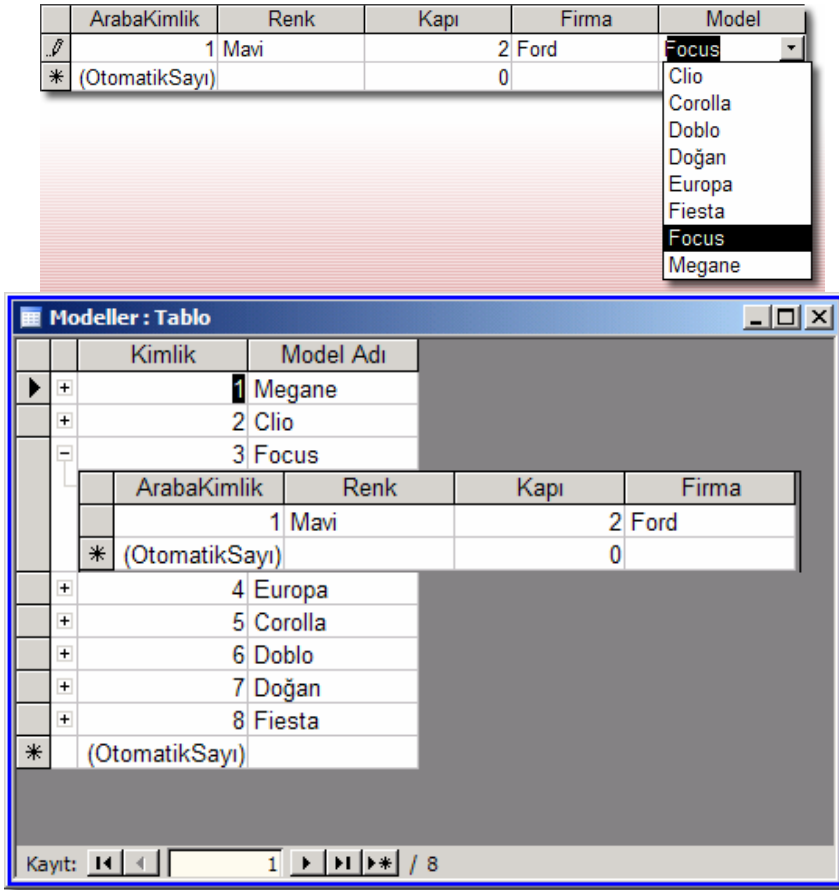 ArabaKimlik Renk Kapı Firma Model
1 Mavi 2 Ford Focus
(OtomatikSayı) 0
Clio
Corolla
Doblo
Doğan
Europa
Fiesta
Focus
Megane
Modeller : Tablo
Kimlik Model Adı
1 Megane
2 Clio
3 Focus
ArabaKimlik Renk Kapı Firma
1 Mavi 2 Ford
(OtomatikSayı) 0
4 Europa
5 Corolla
6 Doblo
7 Doğan
8 Fiesta
(OtomatikSayı)
Kayıt: 1 / 8